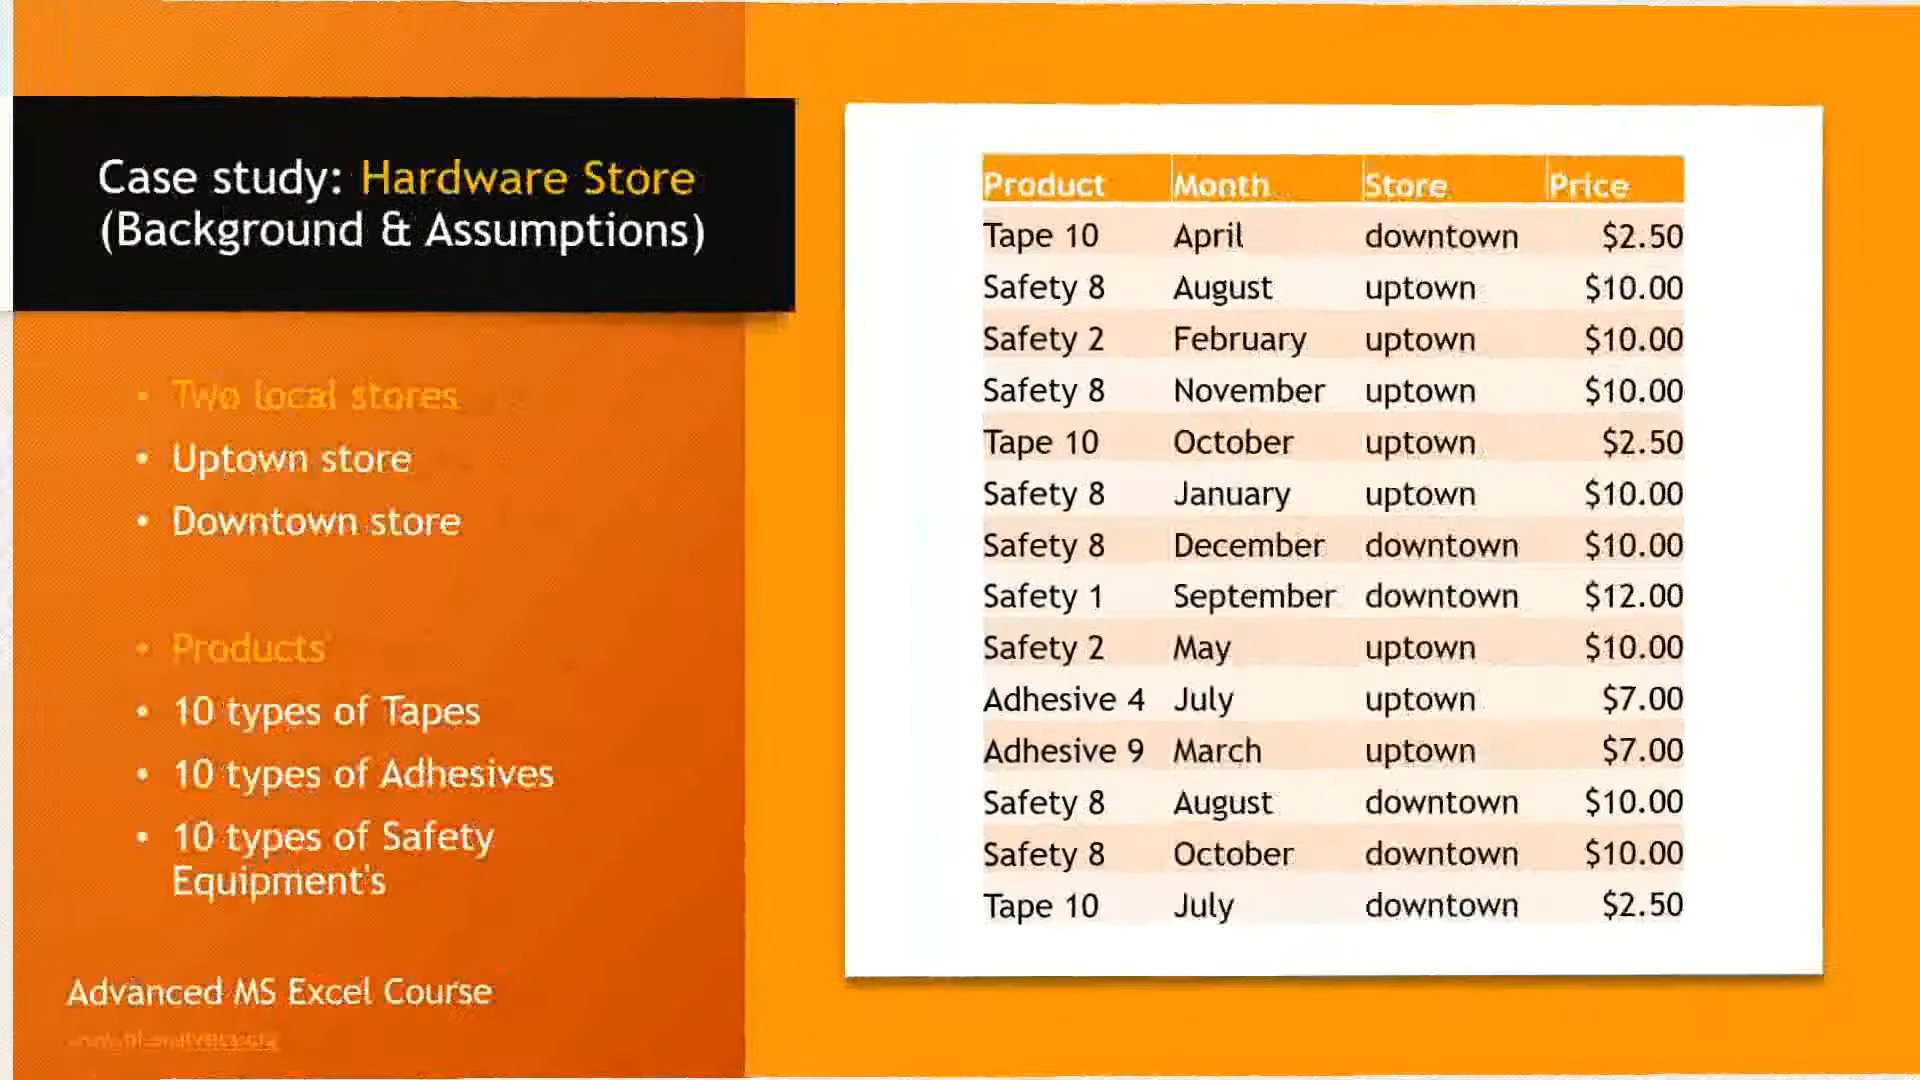 Case study: Hardware Store
(Background & Assumptions)
• Two local stores
• Uptown store
• Downtown store
• Products
• 10 types of Tapes
• 10 types of Adhesives
• 10 types of Safety
Equipment's
Advanced MS Excel Course
Product Month Store Price
Tape 10 April downtown $2.50
Safety 8 August uptown $10.00
Safety 2 February uptown $10.00
Safety 8 November uptown $10.00
Tape 10 October uptown $2.50
Safety 8 January uptown $10.00
Safety 8 December downtown $10.00
Safety 1 September downtown $12.00
Safety 2 May uptown $10.00
Adhesive 4 July uptown $7.00
Adhesive 9 March uptown $7.00
Safety 8 August downtown $10.00
Safety 8 October downtown $10.00
Tape 10 July downtown $2.50